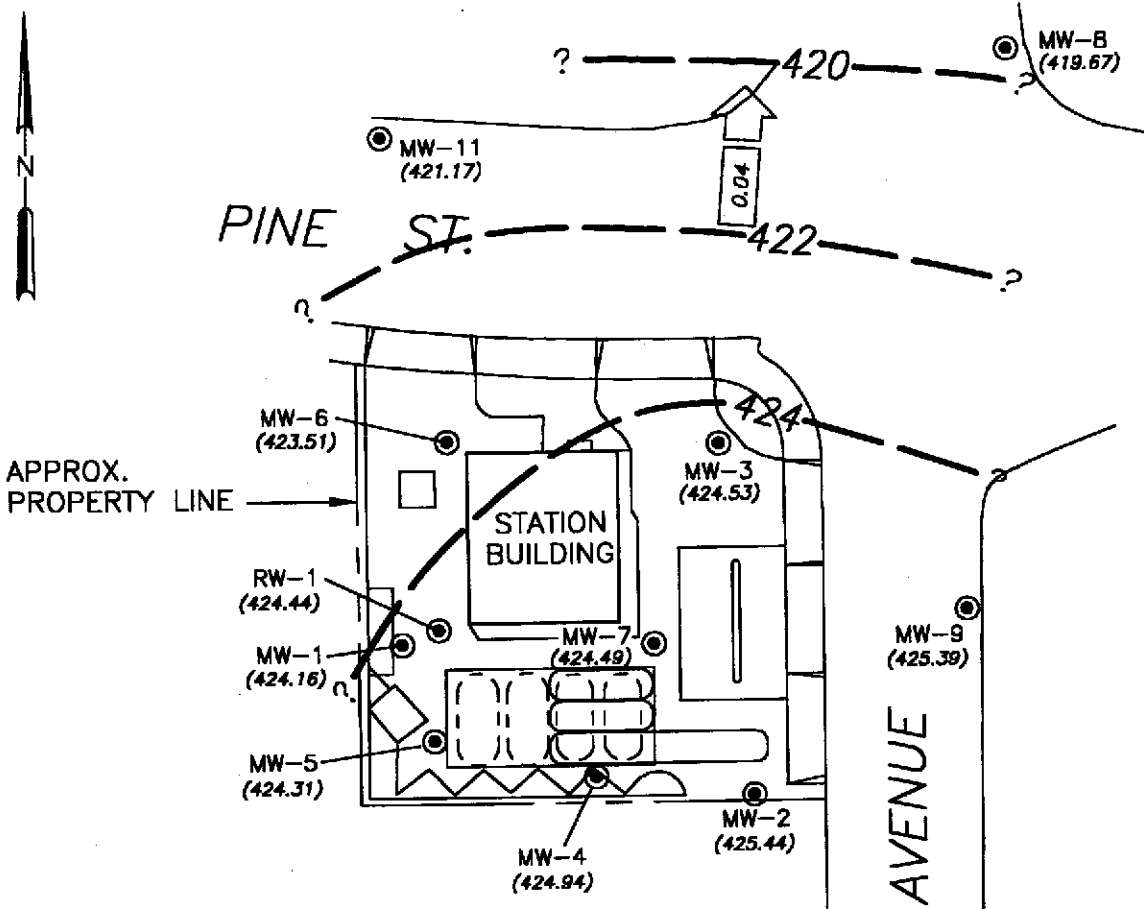 MW-8
(419.67)
? 420 ?
MW-11
(421.17)
0.04
N
PINE ST.
422
?
?
424
?
MW-6
(423.51)
MW-3
(424.53)
APPROX.
PROPERTY LINE
STATION
BUILDING
RW-1
(424.44)
MW-7
(424.49)
MW-9
(425.39)
MW-1
(424.16)
?
MW-5
(424.31)
MW-2
(425.44)
MW-4
(424.94)
AVENUE